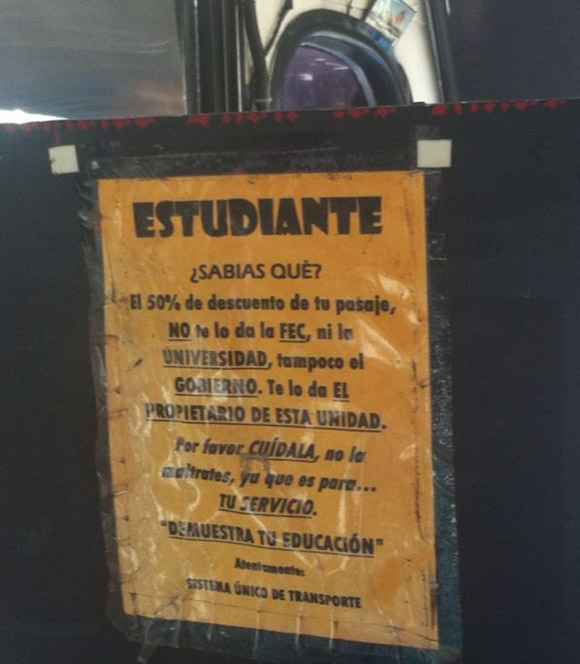 ESTUDIANTE
¿SABIAS QUÈ?
El 50% de descuento de tu pasaje,
NO te lo da la FEC, ni la
UNIVERSIDAD, tampoco el
GOBIERNO. Te lo da EL
PROPIETARIO DE ESTA UNIDAD.
Por favor CUÍDALA, no la
maltrates, ya que es para...
TU SERVICIO.
"DEMUESTRA TU EDUCACIÓN"
Atentamente:
SISTEMA ÚNICO DE TRANSPORTE